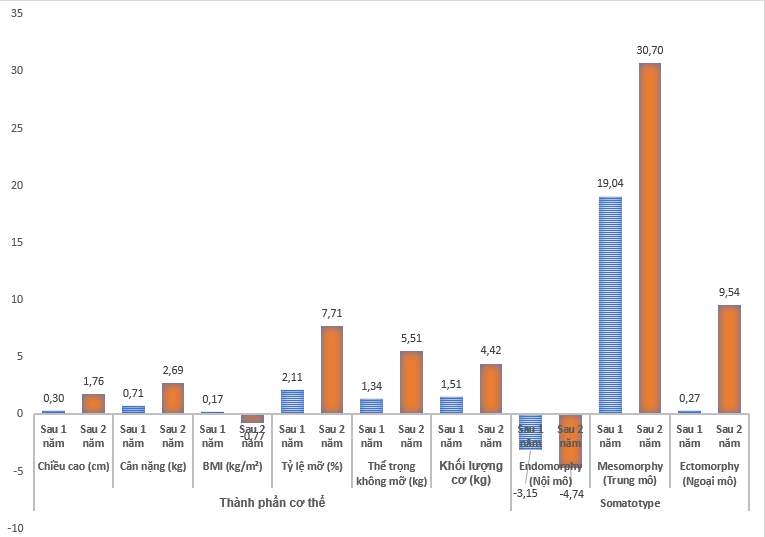 35
30
25
20
15
10
5
0
-5
-10
0,30
1,76
0,71
2,69
0,17
-0,77
2,11
7,71
1,34
5,51
1,51
4,42
-3,15
-4,74
19,04
30,70
0,27
9,54
Sau 1 năm
Sau 2 năm
Sau 1 năm
Sau 2 năm
Sau 1 năm
Sau 2 năm
Sau 1 năm
Sau 2 năm
Sau 1 năm
Sau 2 năm
Sau 1 năm
Sau 2 năm
Sau 1 năm
Sau 2 năm
Sau 1 năm
Sau 2 năm
Sau 1 năm
Sau 2 năm
Chiều cao (cm)
Cân nặng (kg)
BMI (kg/m²)
Tỷ lệ mỡ (%)
Thể trọng
không mỡ (kg)
Khối lượng
cơ (kg)
Endomorphy
(Nội mô)
Mesomorphy
(Trung mô)
Ectomorphy
(Ngoại mô)
Thành phần cơ thể
Somatotype